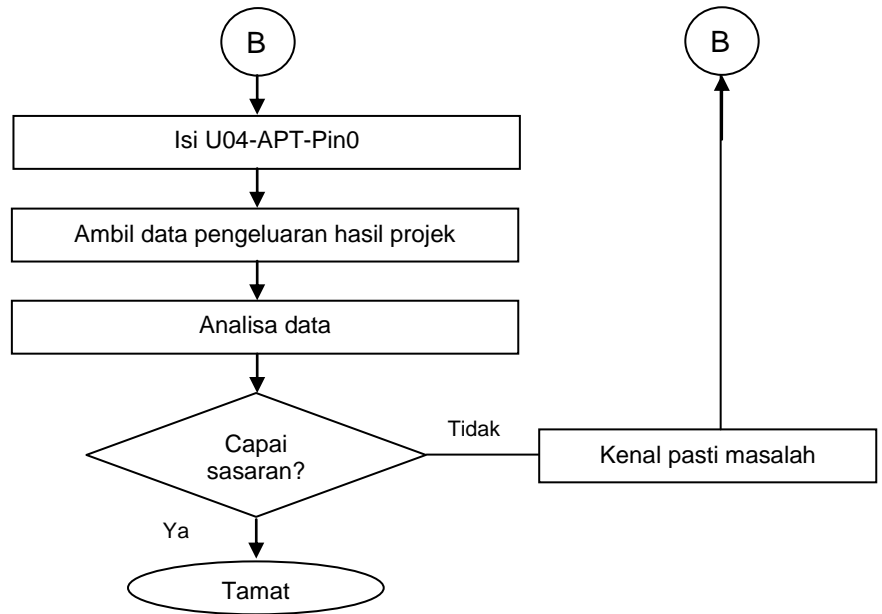 B
B
Isi U04-APT-Pin0
Ambil data pengeluaran hasil projek
Analisa data
Capai
sasaran?
Tidak
Kenal pasti masalah
Ya
Tamat